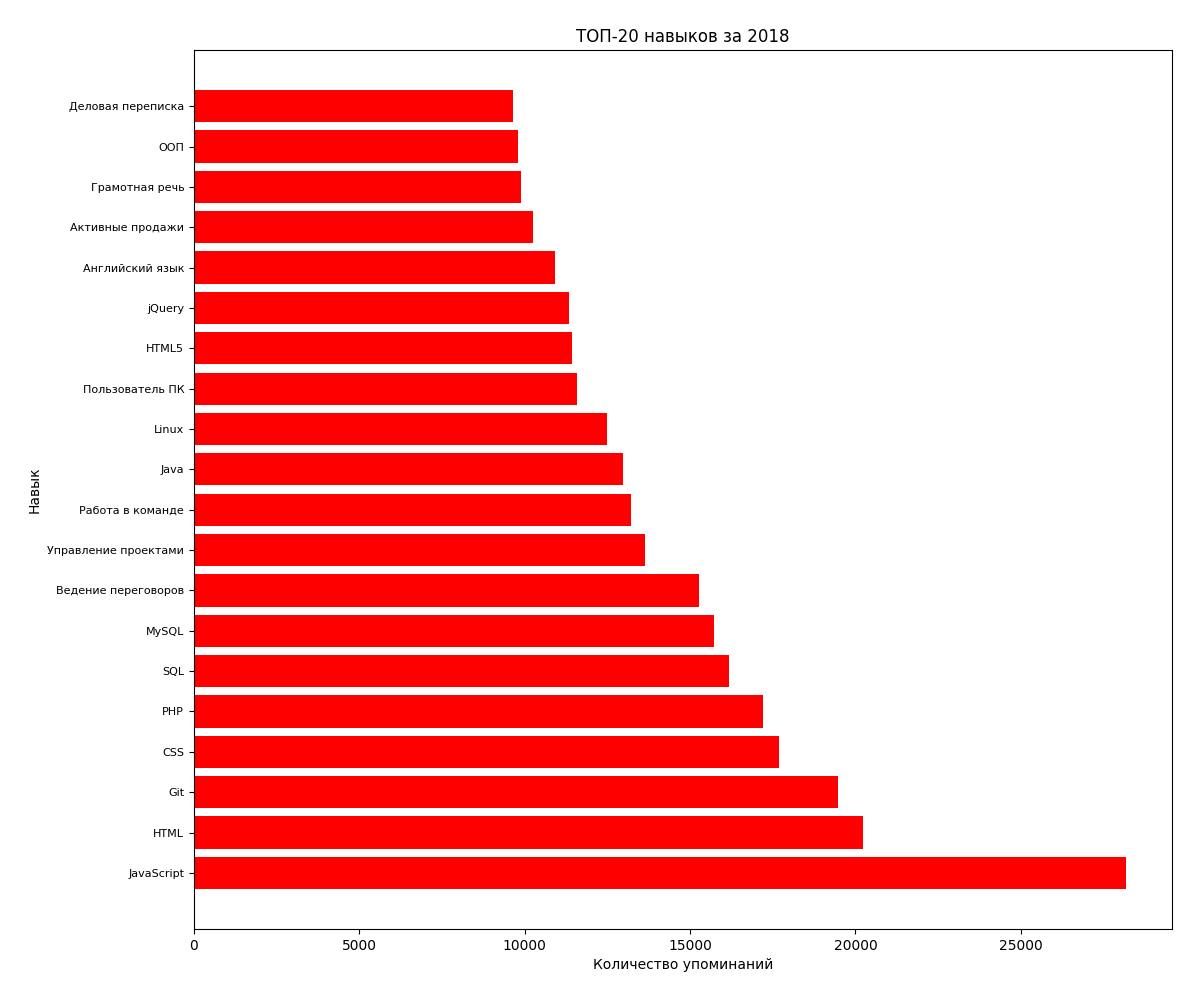 ТОП-20 навыков за 2018
Деловая переписка
ООП
Грамотная речь
Активные продажи
Английский язык
jQuery
HTML5
Пользователь ПК
Linux
Java
Работа в команде
Управление проектами
Ведение переговоров
MySQL
SQL
PHP
CSS
Git
HTML
JavaScript
Навык
0 5000 10000 15000 20000 25000
Количество упоминаний